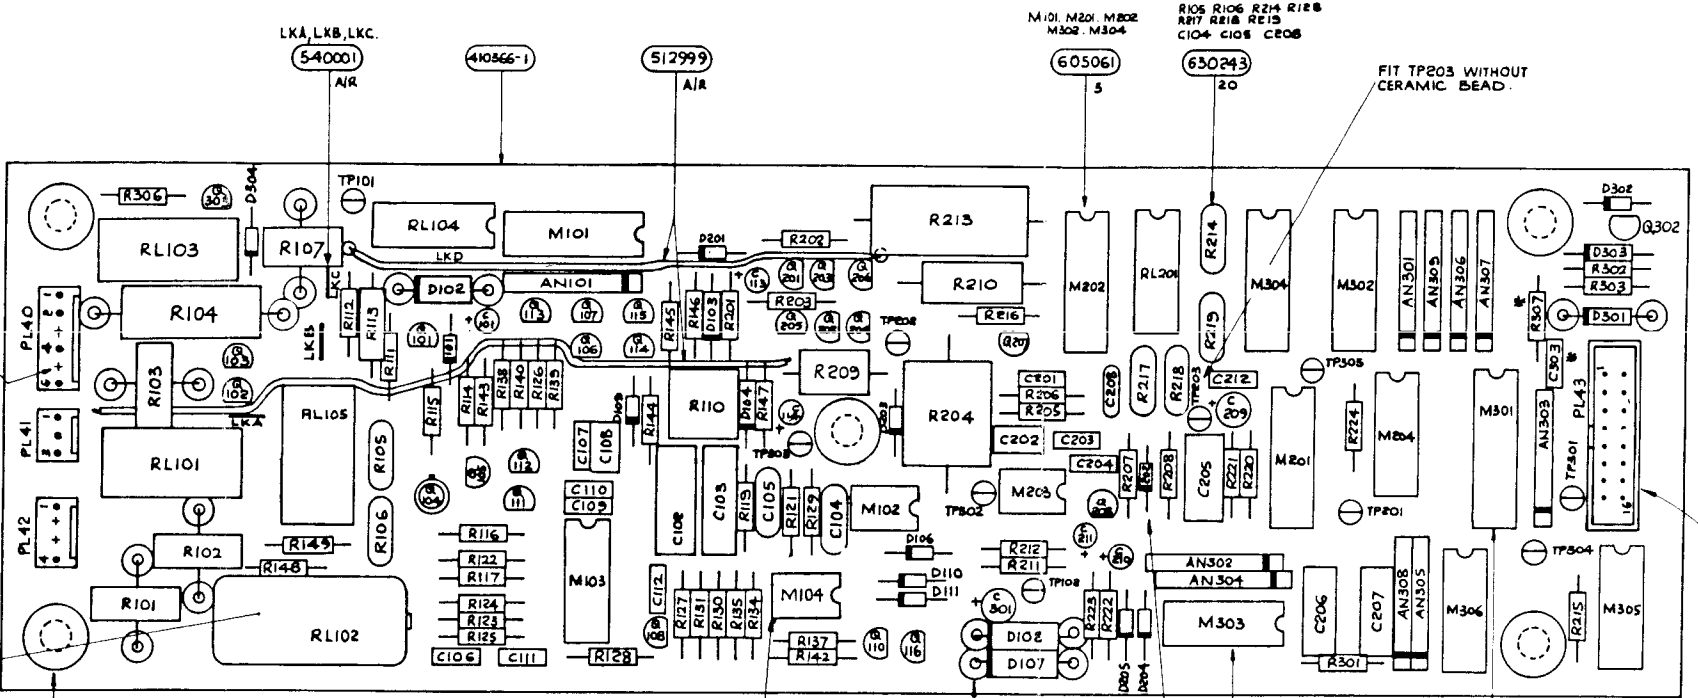 LKA, LKB, LKC.
540001
A/R
410366-1
512999
A/R
M101. M201. M202
M302. M304
605061
5
R105 R106 R214 R128
R217 R218 R219
C104 C105 C208
630243
20
FIT TP203 WITHOUT
CERAMIC BEAD.
R306
D304
TP101
RL103
R107
RL104
M101
LKD
LKC
D201
R202
R213
D302
Q302
D303
R302
R303
R307
D301
PL40
R104
LKB
R112
R113
R111
D102
AN101
R145
R146
D103
R201
R203
R210
R216
TP202
M202
RL201
R214
R219
M304
M302
AN301
AN309
AN306
AN307
R103
PL41
LKA
RL105
R115
R114
R143
R138
R140
R126
R139
R144
R110
D104
R147
R209
R204
C201
R206
R205
C202
C203
C204
C208
R217
R218
TP203
C212
C
209
TP303
R224
M204
M301
AN303
C303
PL43
TP301
16
RL101
R105
R106
C107
C108
C110
C109
C102
C103
R119
C105
R121
R129
C104
M102
M203
TP302
R207
R208
C205
R221
R220
M201
TP201
PL42
R102
R149
R148
R101
RL102
R116
R122
R117
R124
R123
R125
C106
C111
M103
R128
C112
R127
R131
R130
R135
R134
M104
R137
R142
D106
D110
D111
C
301
R212
R211
TP102
D108
D107
R223
R222
D205
D204
AN302
AN304
M303
C206
C207
R301
AN308
AN305
M306
TP304
R215
M305